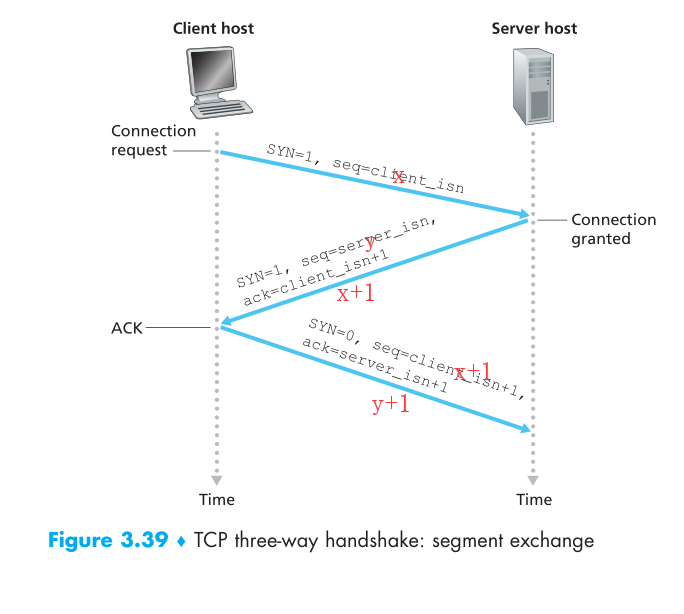 Client host
Server host
Connection
request
SYN=1, seq=client_isn
x
Connection
granted
SYN=1, seq=server_isn,
y
ack=client_isn+1
x+1
ACK
SYN=0, seq=client_isn+1,
x+1
ack=server_isn+1
y+1
Time
Time
Figure 3.39 ♦ TCP three-way handshake: segment exchange